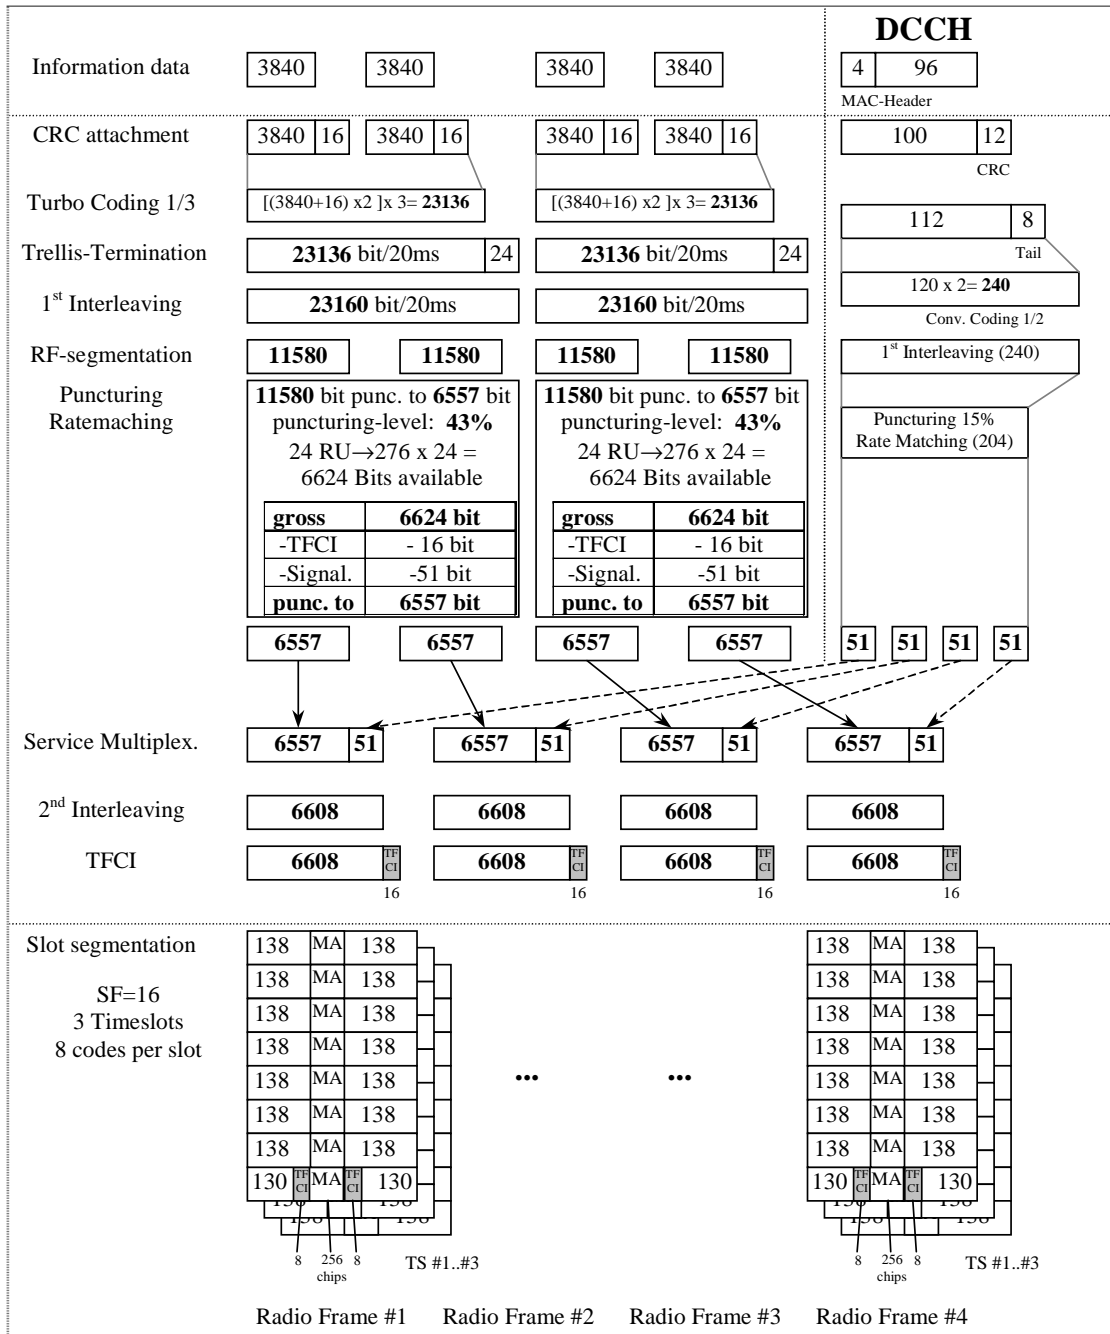 DCCH
Information data 3840 3840 3840 3840 4 96
MAC-Header
CRC attachment 3840 16 3840 16 3840 16 3840 16 100 12
CRC
Turbo Coding 1/3 [(3840+16) x2 ]x 3= 23136 [(3840+16) x2 ]x 3= 23136
112 8
Tail
Trellis-Termination 23136 bit/20ms 24 23136 bit/20ms 24
120 x 2= 240
Conv. Coding 1/2
1st Interleaving 23160 bit/20ms 23160 bit/20ms
RF-segmentation 11580 11580 11580 11580 1st Interleaving (240)
Puncturing
Ratemaching
11580 bit punc. to 6557 bit
puncturing-level: 43%
24 RU→276 x 24 =
6624 Bits available
gross 6624 bit
-TFCI - 16 bit
-Signal. -51 bit
punc. to 6557 bit
11580 bit punc. to 6557 bit
puncturing-level: 43%
24 RU→276 x 24 =
6624 Bits available
gross 6624 bit
-TFCI - 16 bit
-Signal. -51 bit
punc. to 6557 bit
Puncturing 15%
Rate Matching (204)
6557 6557 6557 6557 51 51 51 51
Service Multiplex. 6557 51 6557 51 6557 51 6557 51
2nd Interleaving 6608 6608 6608 6608
TFCI 6608 TF CI 6608 TF CI 6608 TF CI 6608 TF CI
16 16 16 16
Slot segmentation
SF=16
3 Timeslots
8 codes per slot
138 MA 138 138 MA 138
138 MA 138 138 MA 138
138 MA 138 138 MA 138
138 MA 138 138 MA 138
138 MA 138 ... ... 138 MA 138
138 MA 138 138 MA 138
138 MA 138 138 MA 138
130 TF CI MA TF CI 130 130 TF CI MA TF CI 130
8 256 8 TS #1..#3 8 256 8 TS #1..#3
chips chips
Radio Frame #1 Radio Frame #2 Radio Frame #3 Radio Frame #4